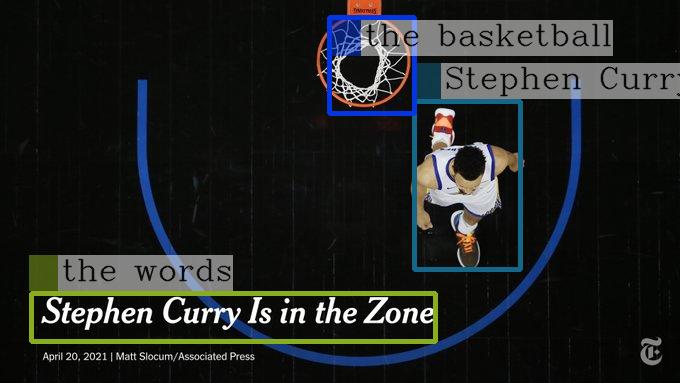 the basketball
Stephen Curry
the words
Stephen Curry Is in the Zone
April 20, 2021 | Matt Slocum/Associated Press
T